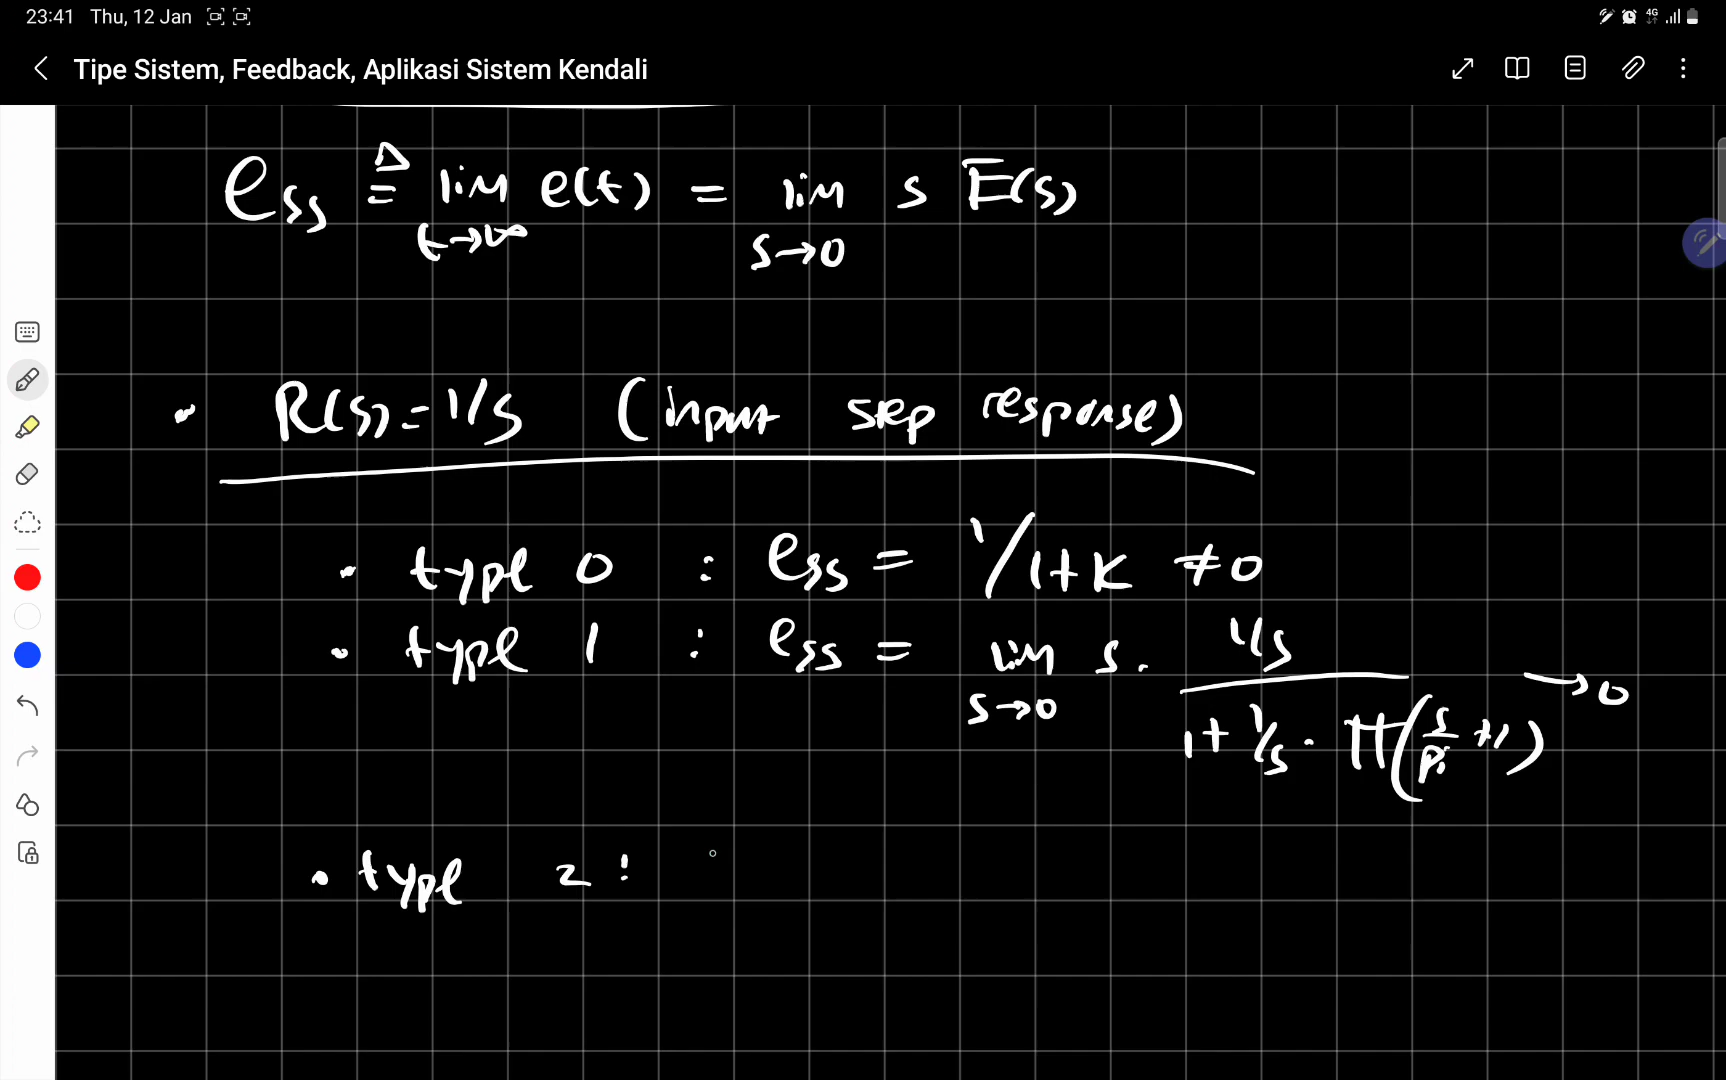 23:41 Thu, 12 Jan 4G
Tipe Sistem, Feedback, Aplikasi Sistem Kendali
ess ≜ lim t→∞ e(t) = lim s→0 s E(s)
• R(s) = 1/s (input step response)
• type 0 : ess = 1/1+K ≠0
• type 1 : ess = lim s→0 s. 1/s / 1+ 1/s . π(s/pi +1) →0
• type 2 :